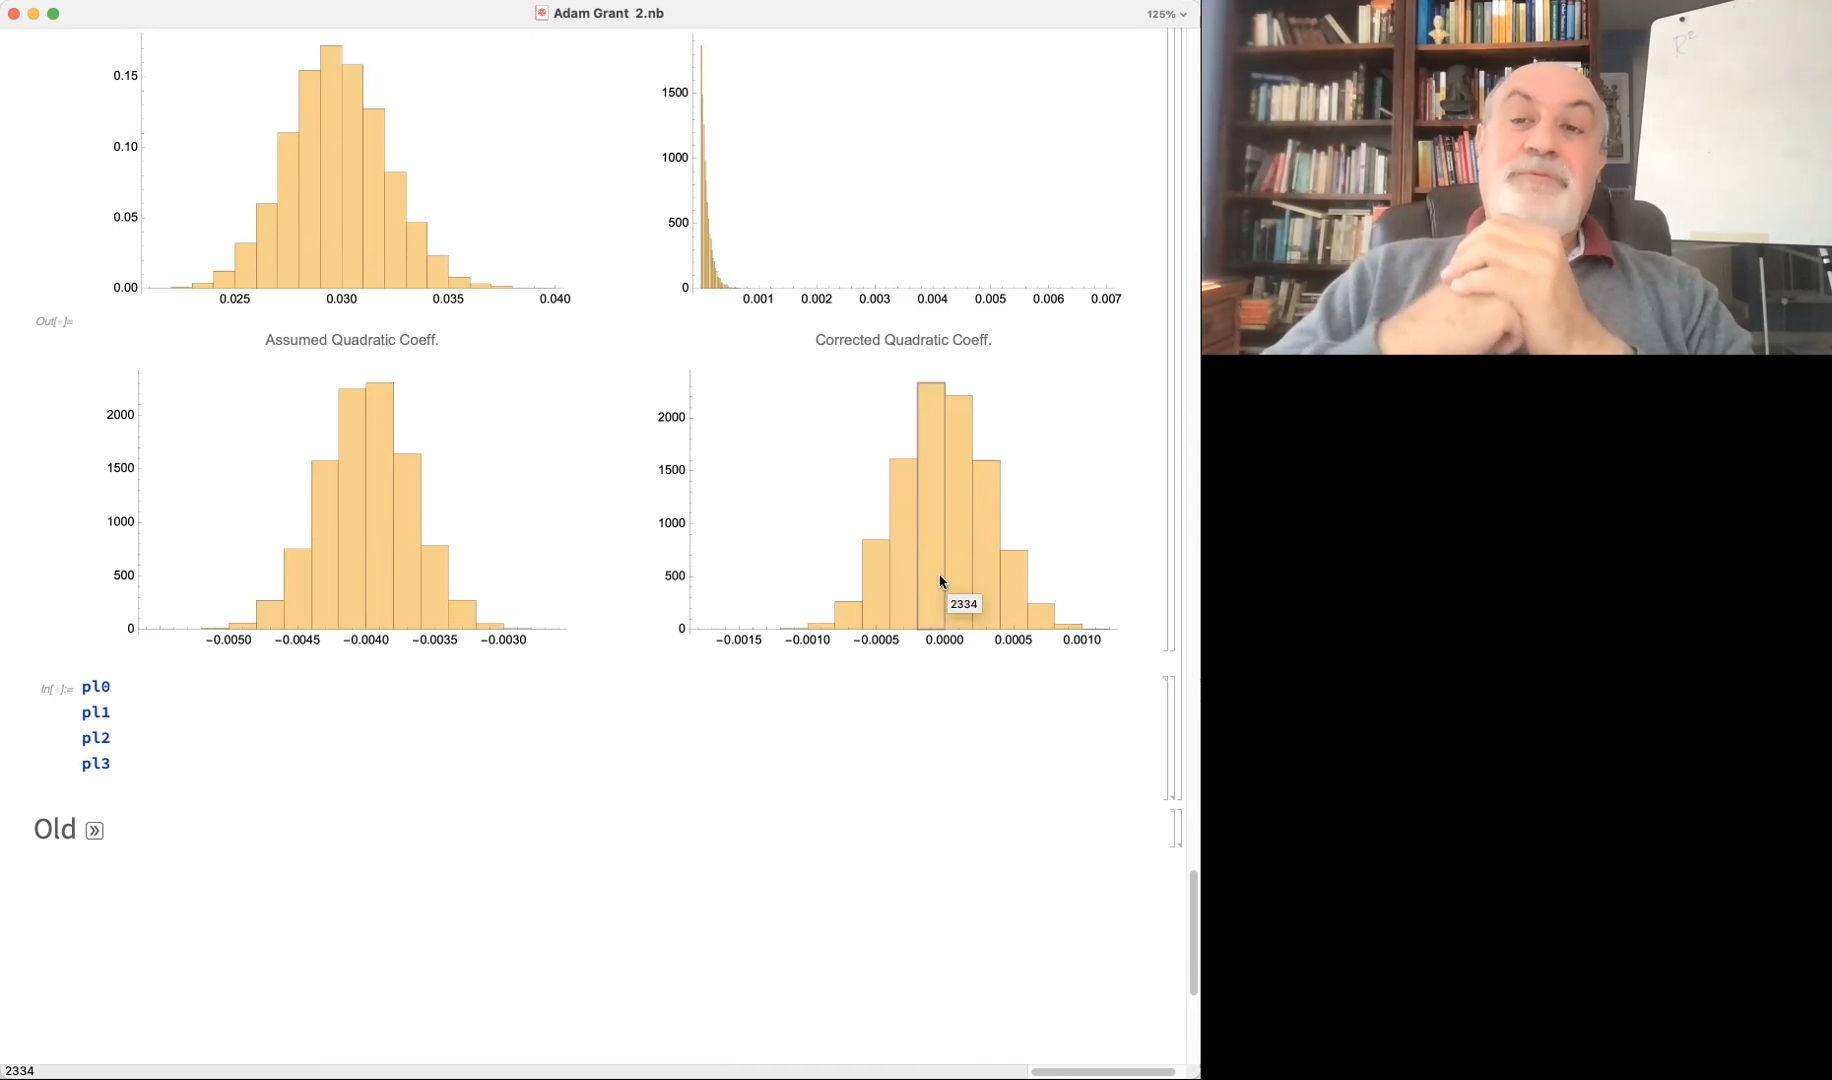 Adam Grant 2.nb
125%
0.15
0.10
0.05
0.00
0.025 0.030 0.035 0.040
1500
1000
500
0
0.001 0.002 0.003 0.004 0.005 0.006 0.007
Out[ ]=
Assumed Quadratic Coeff.
Corrected Quadratic Coeff.
2000
1500
1000
500
0
−0.0050 −0.0045 −0.0040 −0.0035 −0.0030
2000
1500
1000
500
0
−0.0015 −0.0010 −0.0005 0.0000 0.0005 0.0010
2334
In[ ]:= pl0
pl1
pl2
pl3
Old
2334
R²